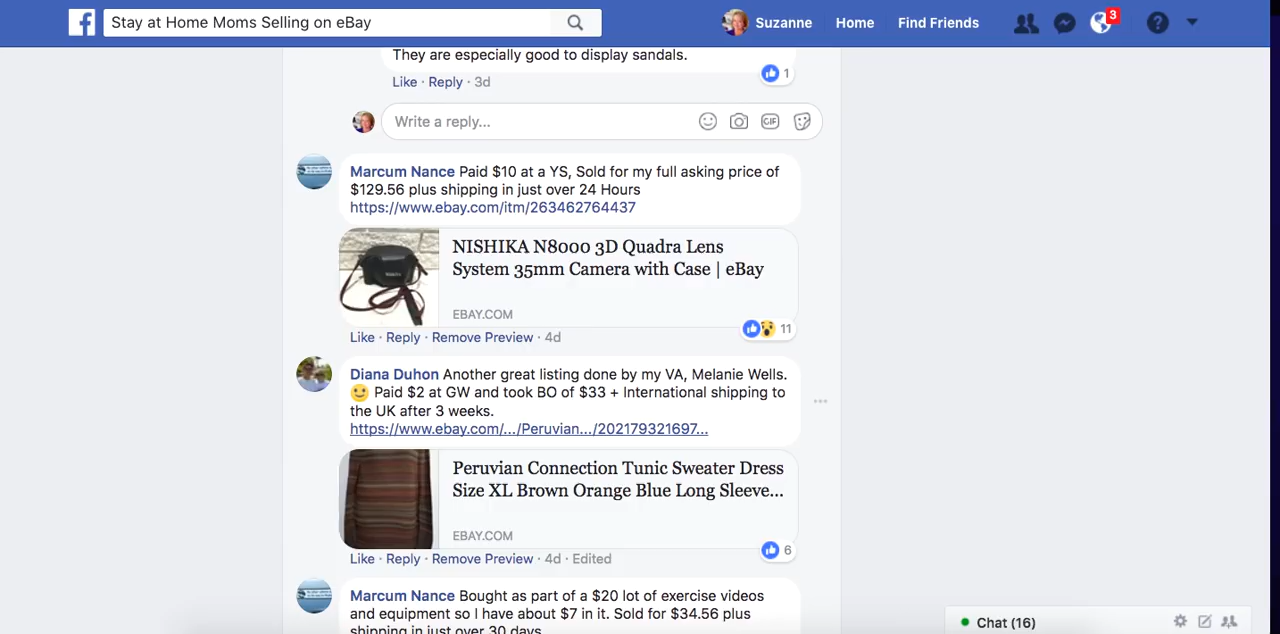 Stay at Home Moms Selling on eBay
Suzanne
Home
Find Friends
3
They are especially good to display sandals.
Like · Reply · 3d
1
Write a reply...
GIF
Marcum Nance Paid $10 at a YS, Sold for my full asking price of
$129.56 plus shipping in just over 24 Hours
https://www.ebay.com/itm/263462764437
NISHIKA N8000 3D Quadra Lens
System 35mm Camera with Case | eBay
EBAY.COM
11
Like · Reply · Remove Preview · 4d
Diana Duhon Another great listing done by my VA, Melanie Wells.
🙂 Paid $2 at GW and took BO of $33 + International shipping to
the UK after 3 weeks.
https://www.ebay.com/.../Peruvian.../202179321697...
Peruvian Connection Tunic Sweater Dress
Size XL Brown Orange Blue Long Sleeve...
EBAY.COM
6
Like · Reply · Remove Preview · 4d · Edited
Marcum Nance Bought as part of a $20 lot of exercise videos
and equipment so I have about $7 in it. Sold for $34.56 plus
shipping in just over 30 days
Chat (16)